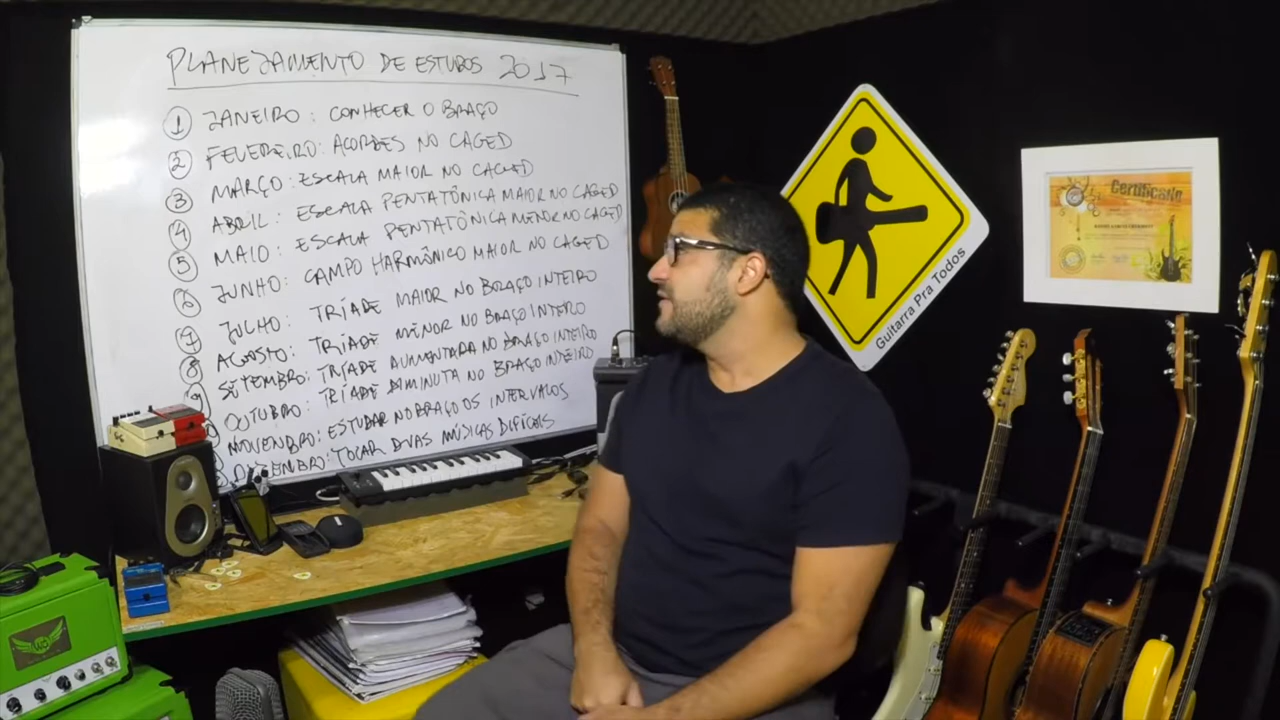 PLANEJAMENTO DE ESTUDOS 2017
1 JANEIRO: CONHECER O BRAÇO
2 FEVEREIRO: ACORDES NO CAGED
3 MARÇO: ESCALA MAIOR NO CAGED
4 ABRIL: ESCALA PENTATÔNICA MAIOR NO CAGED
5 MAIO: ESCALA PENTATÔNICA MENOR NO CAGED
6 JUNHO: CAMPO HARMÔNICO MAIOR NO CAGED
7 JULHO: TRÍADE MAIOR NO BRAÇO INTEIRO
8 AGOSTO: TRÍADE MENOR NO BRAÇO INTEIRO
9 SETEMBRO: TRÍADE AUMENTADA NO BRAÇO INTEIRO
OUTUBRO: TRÍADE DIMINUTA NO BRAÇO INTEIRO
NOVEMBRO: ESTUDAR NO BRAÇO OS INTERVALOS
DEZEMBRO: TOCAR DUAS MÚSICAS DIFÍCEIS
Guitarra Pra Todos
Certificado